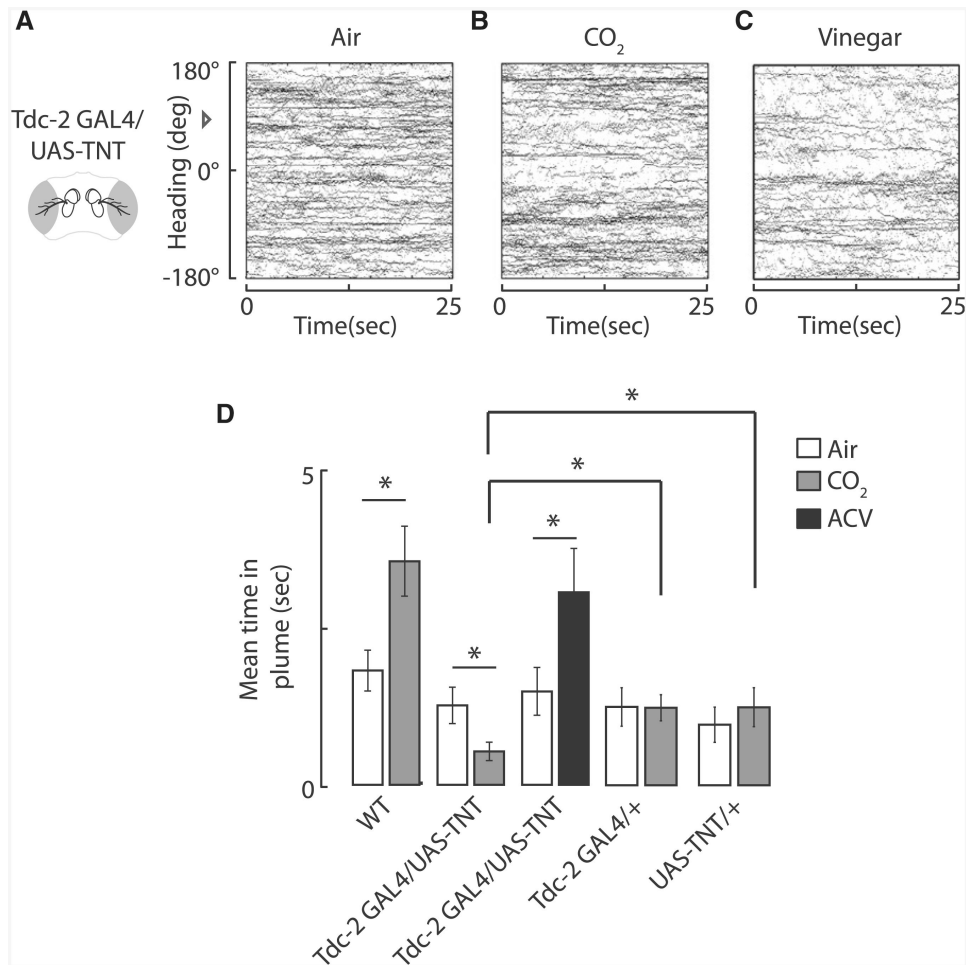 A
B
C
Air
CO2
Vinegar
Tdc-2 GAL4/
UAS-TNT
Heading (deg)
180°
0°
-180°
0
25
Time(sec)
0
25
Time(sec)
0
25
Time(sec)
D
*
*
*
*
*
Air
CO2
ACV
Mean time in
plume (sec)
5
0
WT
Tdc-2 GAL4/UAS-TNT
Tdc-2 GAL4/UAS-TNT
Tdc-2 GAL4/+
UAS-TNT/+